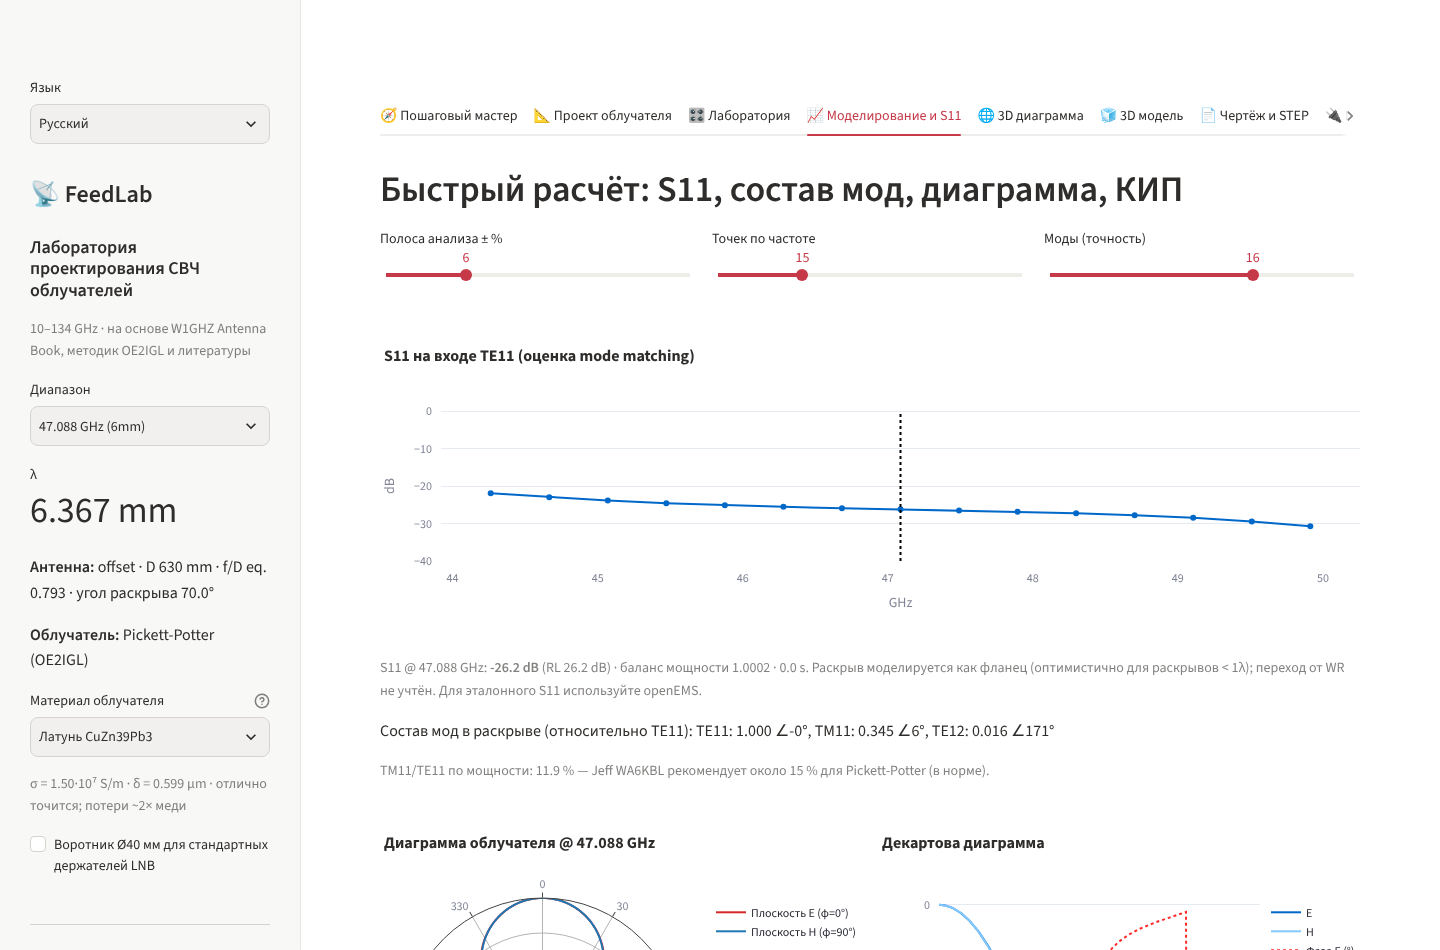 Язык
Русский
📡 FeedLab
Лаборатория
проектирования СВЧ
облучателей
10–134 GHz · на основе W1GHZ Antenna
Book, методик OE2IGL и литературы
Диапазон
47.088 GHz (6mm)
λ
6.367 mm
Антенна: offset · D 630 mm · f/D eq.
0.793 · угол раскрыва 70.0°
Облучатель: Pickett-Potter
(OE2IGL)
Материал облучателя
Латунь CuZn39Pb3
σ = 1.50·10⁷ S/m · δ = 0.599 µm · отлично
точится; потери ~2× меди
Воротник Ø40 мм для стандартных
держателей LNB
🧭 Пошаговый мастер 📐 Проект облучателя 🎛️ Лаборатория 📈 Моделирование и S11 🌐 3D диаграмма 🧊 3D модель 📄 Чертёж и STEP 🔌
Быстрый расчёт: S11, состав мод, диаграмма, КИП
Полоса анализа ± % Точек по частоте Моды (точность)
6 15 16
S11 на входе TE11 (оценка mode matching)
0
−10
−20
−30
−40
dB
44 45 46 47 48 49 50
GHz
S11 @ 47.088 GHz: -26.2 dB (RL 26.2 dB) · баланс мощности 1.0002 · 0.0 s. Раскрыв моделируется как фланец (оптимистично для раскрывов < 1λ); переход от WR
не учтён. Для эталонного S11 используйте openEMS.
Состав мод в раскрыве (относительно TE11): TE11: 1.000 ∠-0°, TM11: 0.345 ∠6°, TE12: 0.016 ∠171°
TM11/TE11 по мощности: 11.9 % — Jeff WA6KBL рекомендует около 15 % для Pickett-Potter (в норме).
Диаграмма облучателя @ 47.088 GHz
0
330 30
Плоскость E (φ=0°)
Плоскость H (φ=90°)
Декартова диаграмма
0
E
H